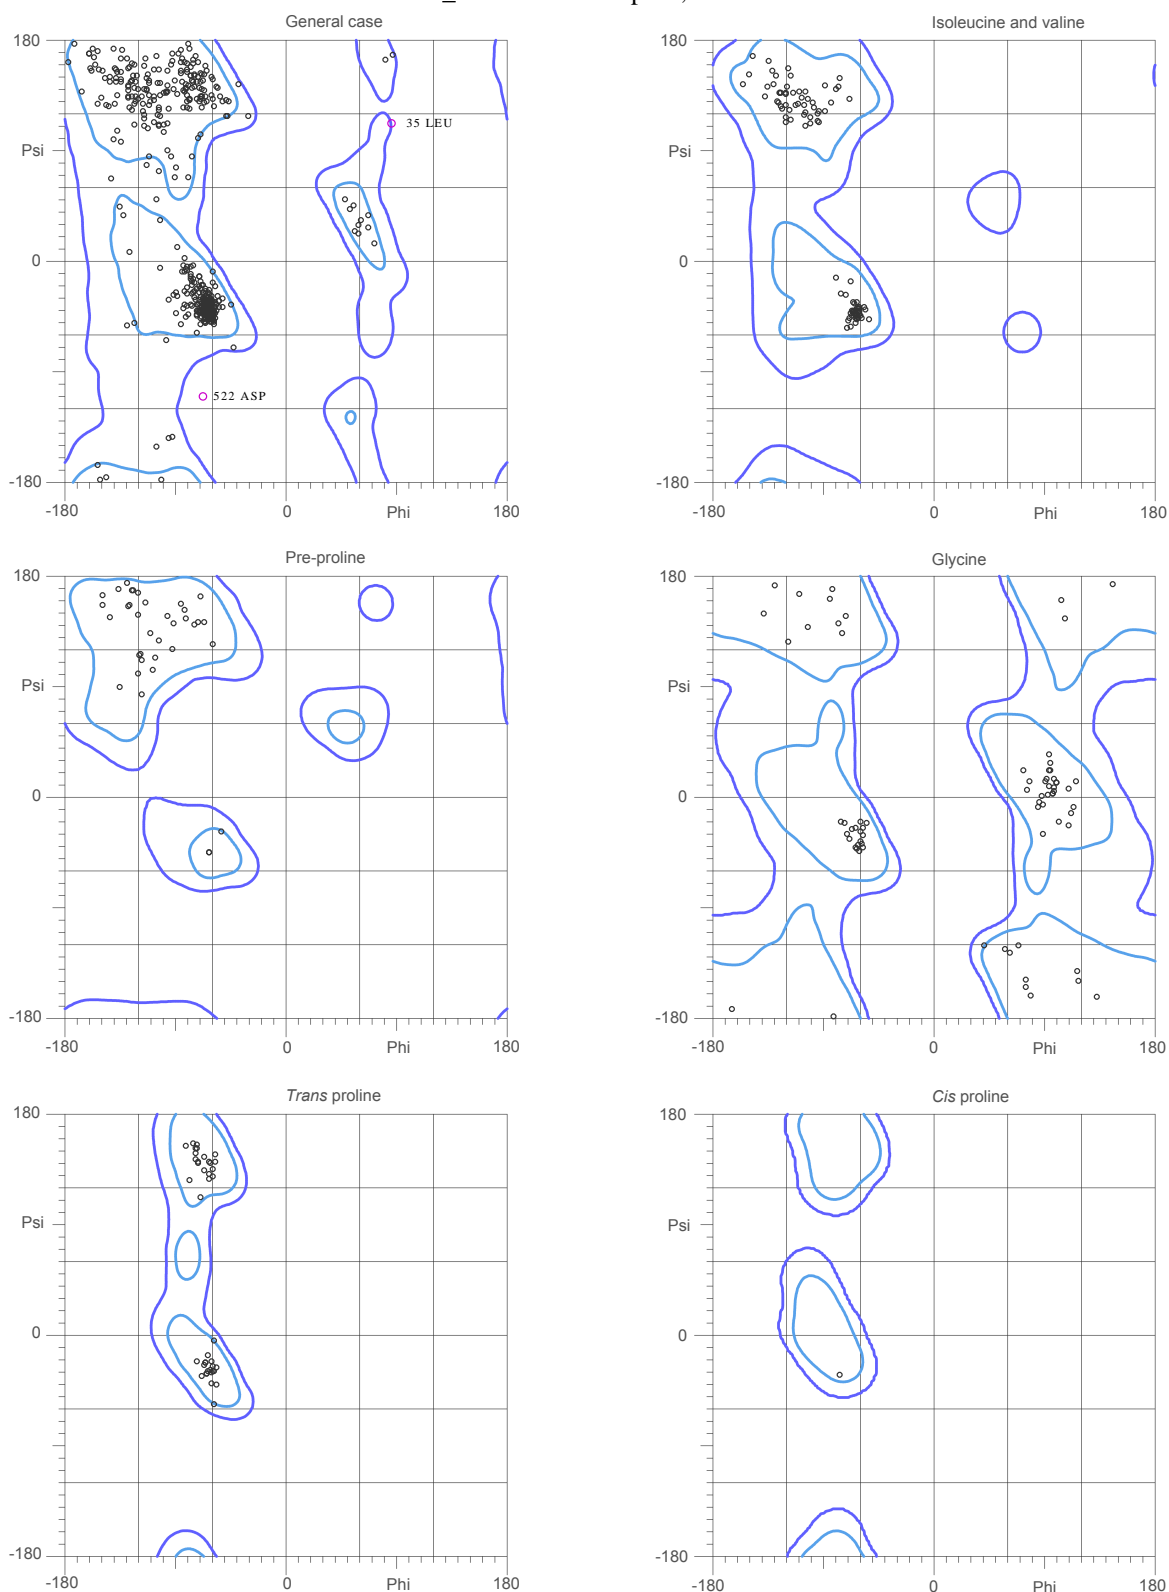 General case
Isoleucine and valine
180
Psi
0
-180
-180
0
Phi
180
35 LEU
522 ASP
180
Psi
0
-180
-180
0
Phi
180
Pre-proline
Glycine
180
Psi
0
-180
-180
0
Phi
180
180
Psi
0
-180
-180
0
Phi
180
Trans proline
Cis proline
180
Psi
0
-180
-180
0
Phi
180
180
Psi
0
-180
-180
0
Phi
180